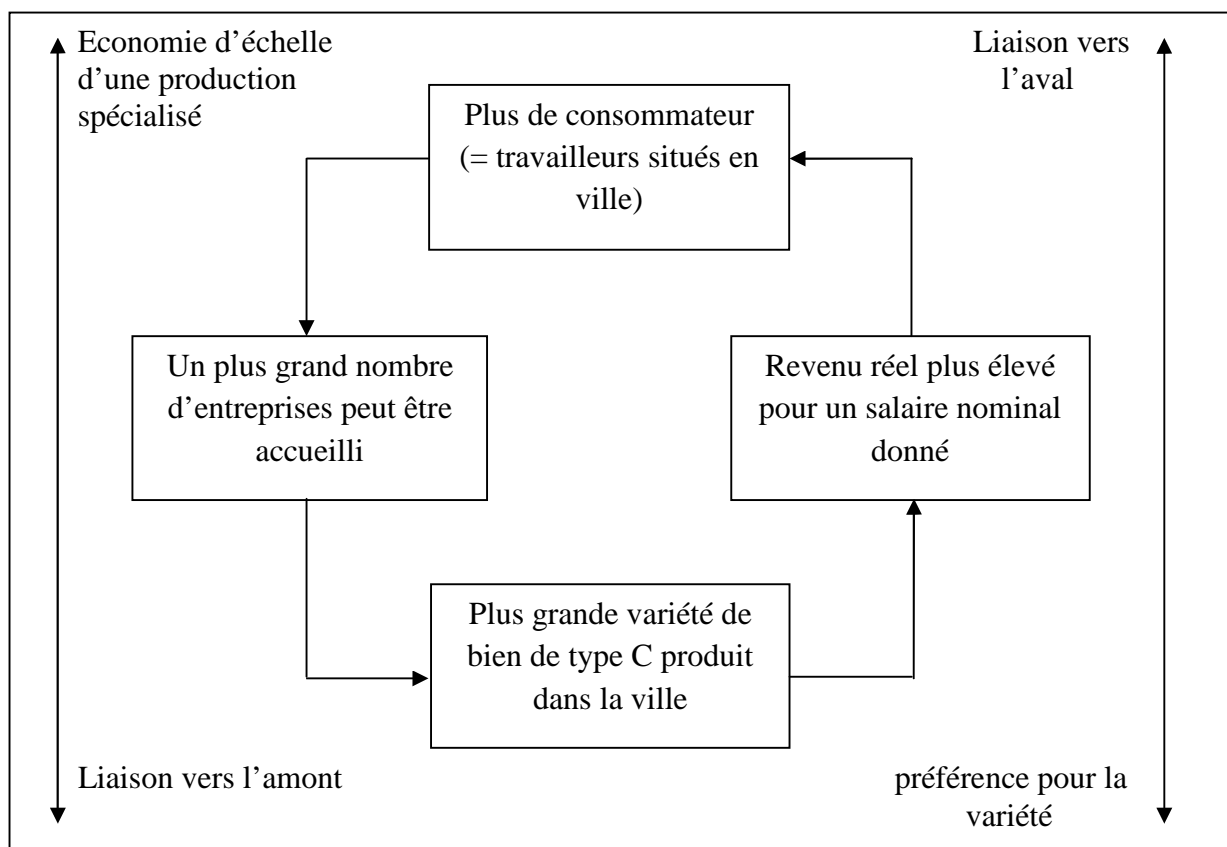 Economie d’échelle
d’une production
spécialisé
Liaison vers
l’aval
Plus de consommateur
(= travailleurs situés en
ville)
Un plus grand nombre
d’entreprises peut être
accueilli
Revenu réel plus élevé
pour un salaire nominal
donné
Plus grande variété de
bien de type C produit
dans la ville
Liaison vers l’amont
préférence pour la
variété